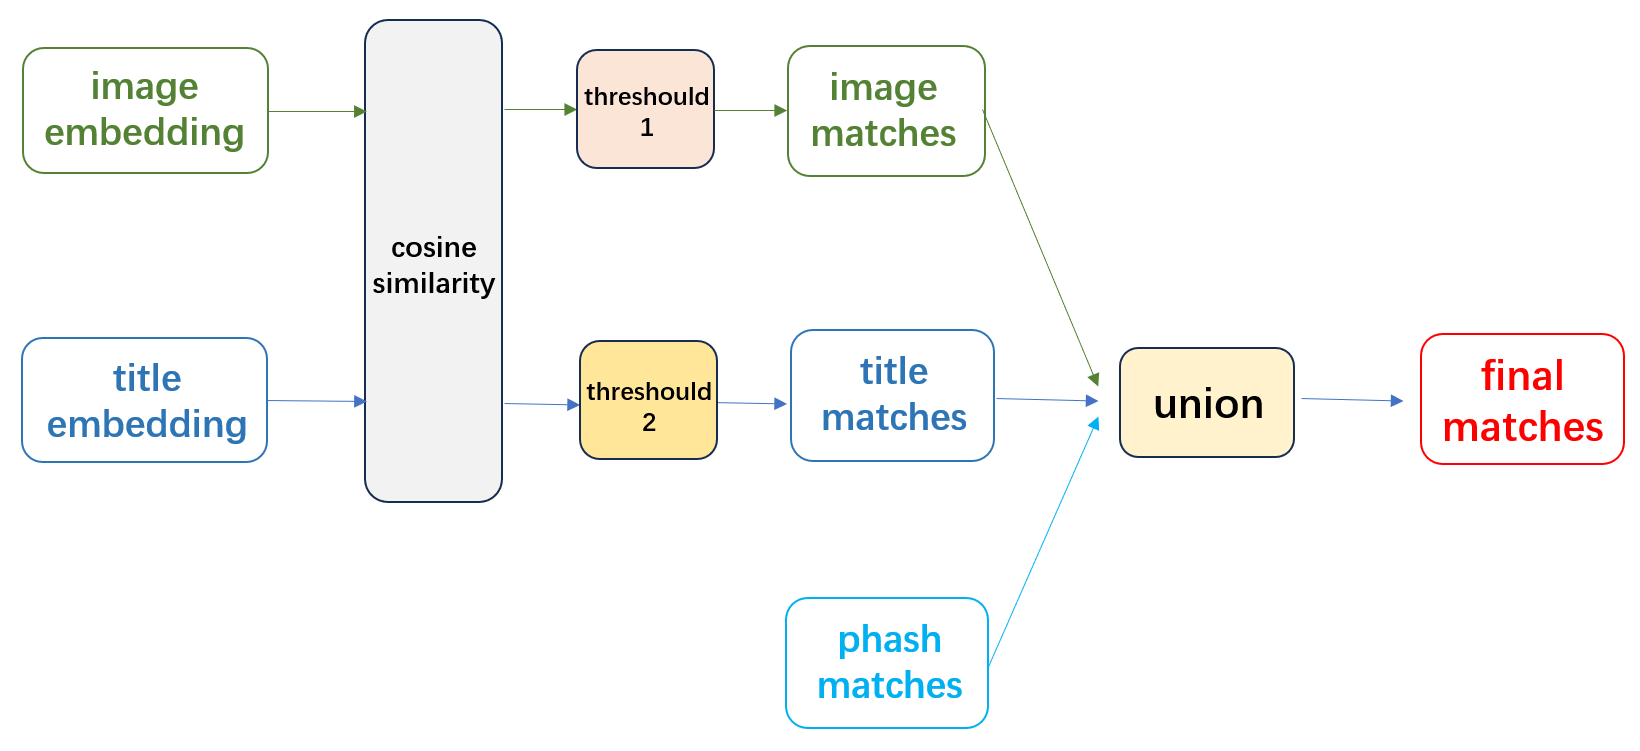 image
embedding
cosine
similarity
threshould
1
image
matches
title
embedding
threshould
2
title
matches
union
final
matches
phash
matches